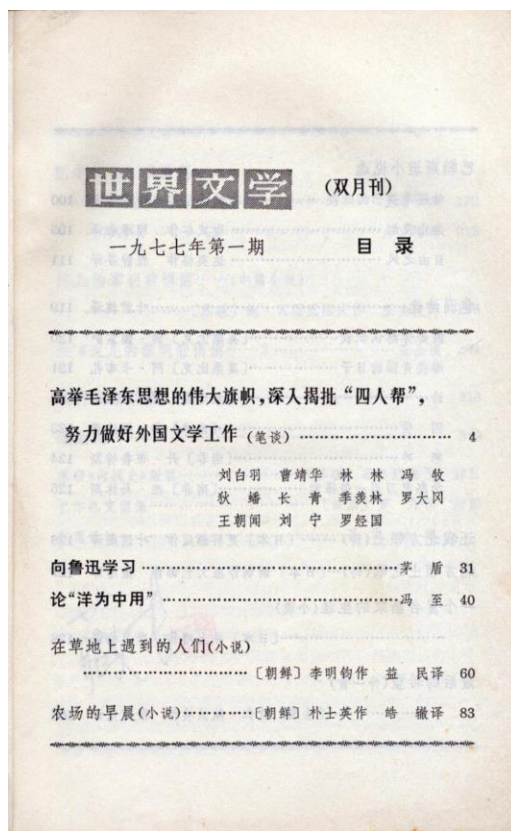 世界文学 (双月刊)
一九七七年第一期 目录
高举毛泽东思想的伟大旗帜，深入揭批“四人帮”，
努力做好外国文学工作 (笔谈) …………………………… 4
刘白羽 曹靖华 林 林 杨 牧
狄 蟠 长 青 季羡林 罗大冈
王朝闻 刘 宁 罗经国
向鲁迅学习 …………………………………… 茅 盾 31
论“洋为中用” ………………………………… 冯 至 40
在草地上遇到的人们(小说)
…………………………〔朝鲜〕李明钧作 益 民译 60
农场的早晨(小说) ……………〔朝鲜〕朴士英作 皓 辙译 83